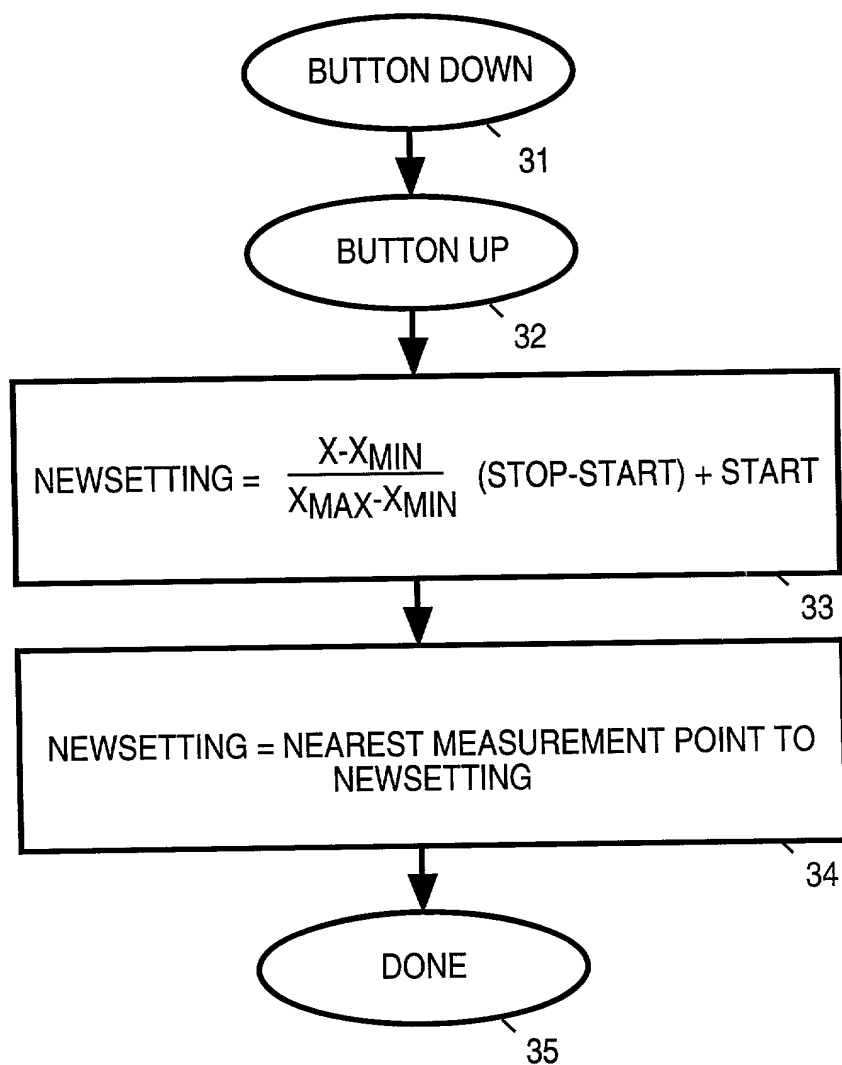 BUTTON DOWN
31
BUTTON UP
32
NEWSETTING = X-XMIN / XMAX-XMIN (STOP-START) + START
33
NEWSETTING = NEAREST MEASUREMENT POINT TO
NEWSETTING
34
DONE
35